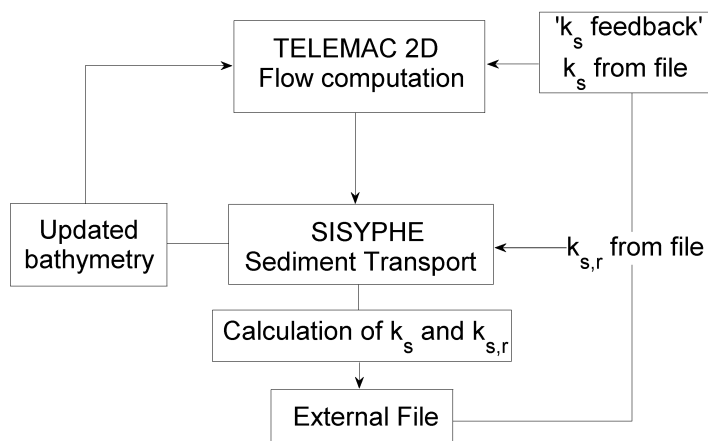 TELEMAC 2D
Flow computation
'k_s feedback'
k_s from file
Updated
bathymetry
SISYPHE
Sediment Transport
k_s,r from file
Calculation of k_s and k_s,r
External File